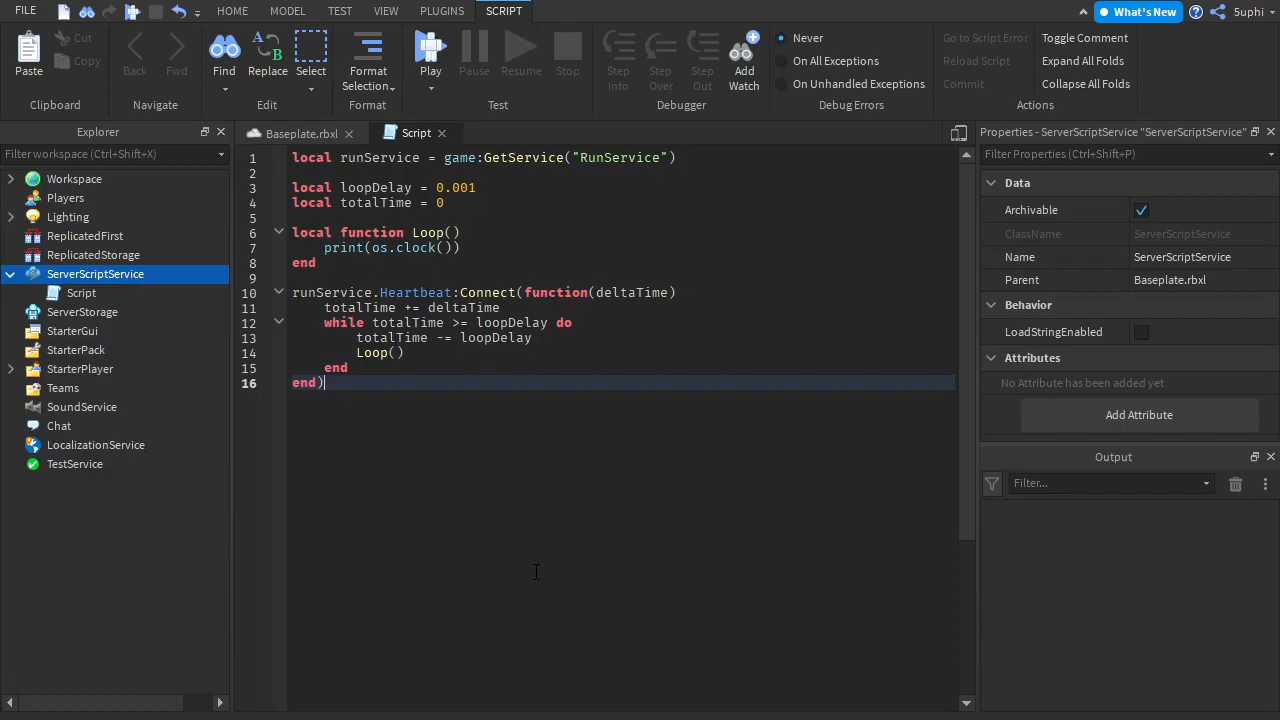 FILE HOME MODEL TEST VIEW PLUGINS SCRIPT What's New 5uphi
Paste Cut Copy Back Fwd Find Replace Select Format Selection Play Pause Resume Stop Step Into Step Over Step Out Add Watch Never On All Exceptions On Unhandled Exceptions Go to Script Error Reload Script Commit Toggle Comment Expand All Folds Collapse All Folds
Clipboard Navigate Edit Format Test Debugger Debug Errors Actions
Explorer
Filter workspace (Ctrl+Shift+X)
Workspace
Players
Lighting
ReplicatedFirst
ReplicatedStorage
ServerScriptService
Script
ServerStorage
StarterGui
StarterPack
StarterPlayer
Teams
SoundService
Chat
LocalizationService
TestService
Baseplate.rbxl Script
1 local runService = game:GetService("RunService")
2
3 local loopDelay = 0.001
4 local totalTime = 0
5
6 local function Loop()
7 print(os.clock())
8 end
9
10 runService.Heartbeat:Connect(function(deltaTime)
11 totalTime += deltaTime
12 while totalTime >= loopDelay do
13 totalTime -= loopDelay
14 Loop()
15 end
16 end)
Properties - ServerScriptService "ServerScriptService"
Filter Properties (Ctrl+Shift+P)
Data
Archivable
ClassName ServerScriptService
Name ServerScriptService
Parent Baseplate.rbxl
Behavior
LoadStringEnabled
Attributes
No Attribute has been added yet
Add Attribute
Output
Filter...